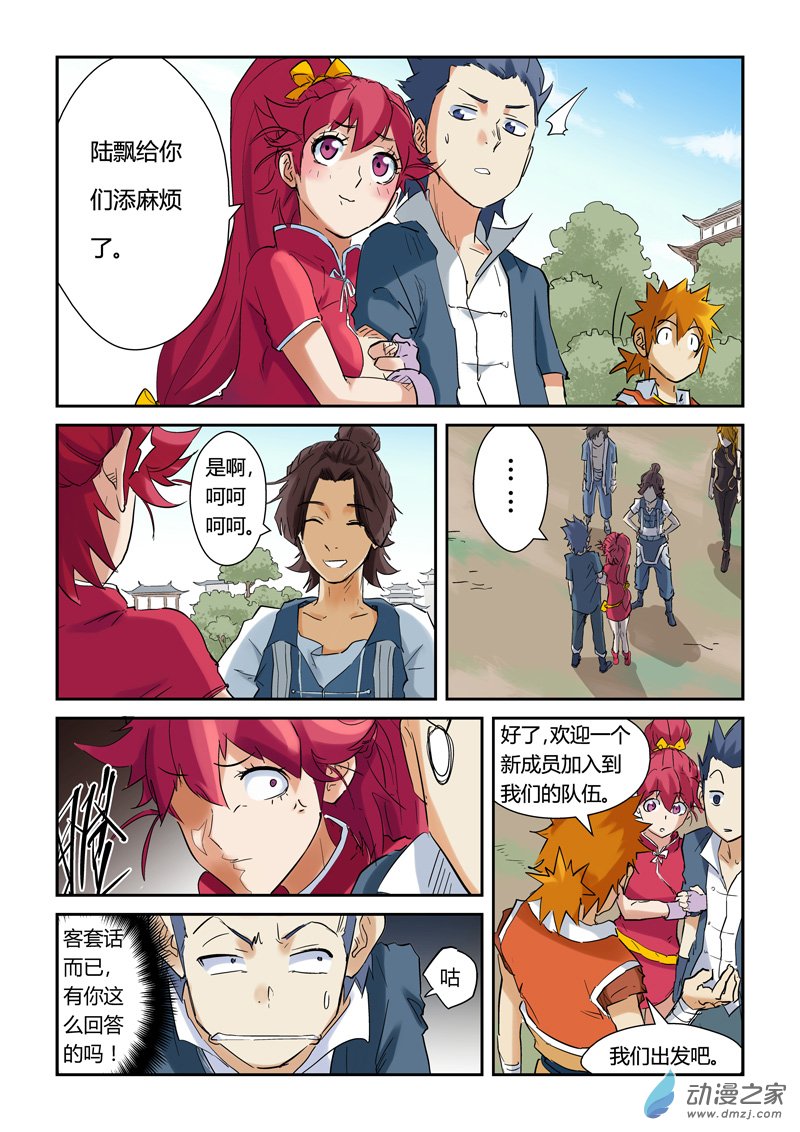 陆飘给你
们添麻烦
了。
是啊，
呵呵
呵呵。
……
好了，欢迎一个
新成员加入到
我们的队伍。
客套话
而已，
有你这
么回答
的吗！
咕
我们出发吧。
动漫之家
www.dmzj.com